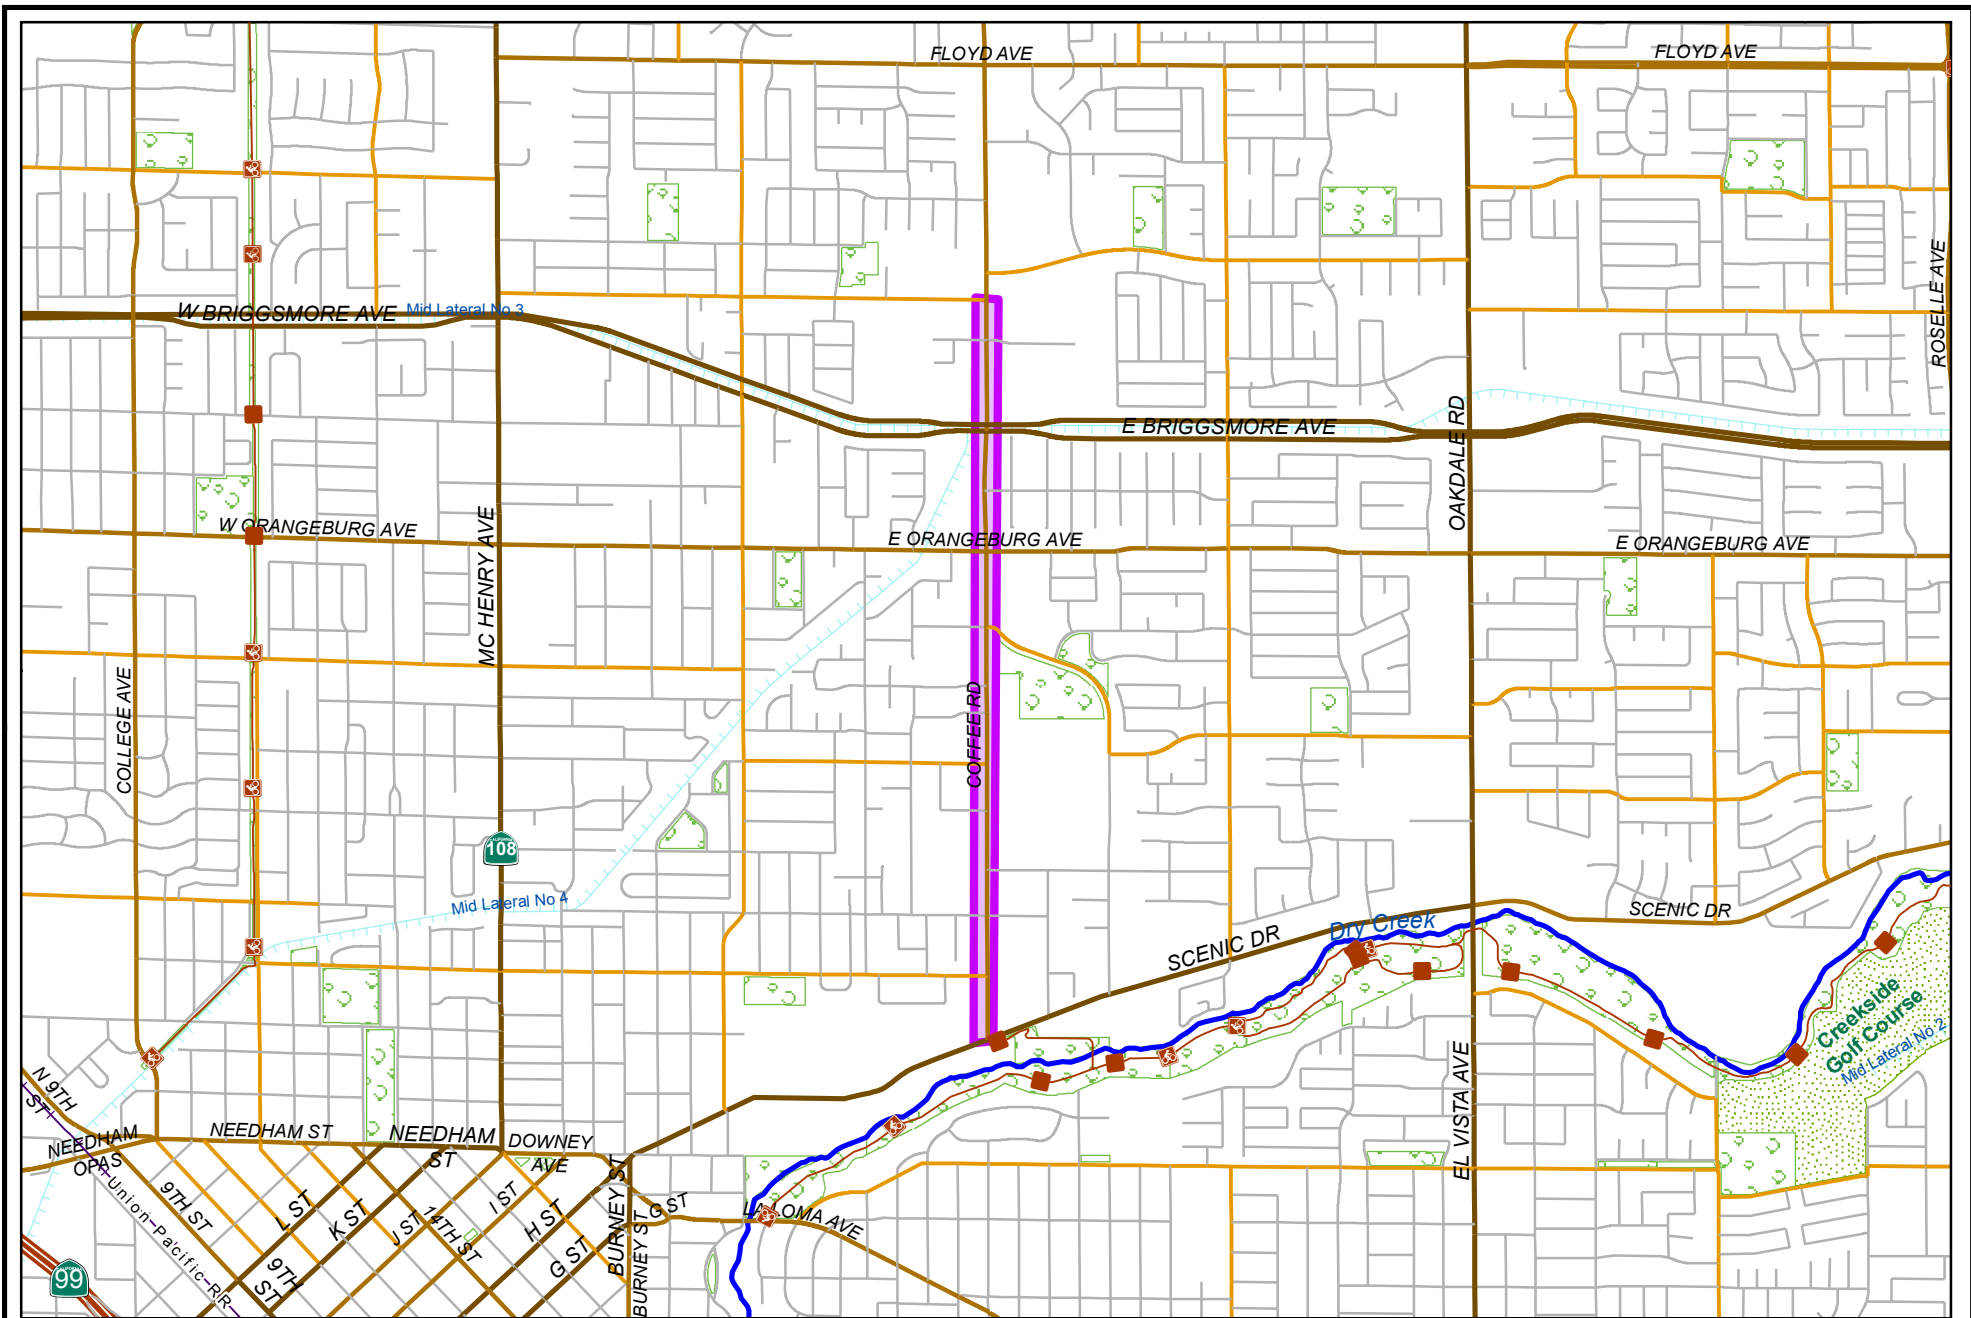 FLOYD AVE
FLOYD AVE
ROSELLE AVE
W BRIGGSMORE AVE
Mid Lateral No 3
E BRIGGSMORE AVE
OAKDALE RD
MC HENRY AVE
W ORANGEBURG AVE
E ORANGEBURG AVE
E ORANGEBURG AVE
COLLEGE AVE
COFFEE RD
108
Mid Lateral No 4
SCENIC DR
Dry Creek
SCENIC DR
Creekside
Golf Course
Mid Lateral No 2
EL VISTA AVE
N 9TH
ST
NEEDHAM
OPAS
NEEDHAM ST
NEEDHAM
ST
DOWNEY
AVE
Union Pacific RR
9TH ST
L ST
K ST
J ST
14TH ST
I ST
H ST
G ST
BURNEY ST
BURNEY ST
G ST
LA LOMA AVE
9TH
ST
99